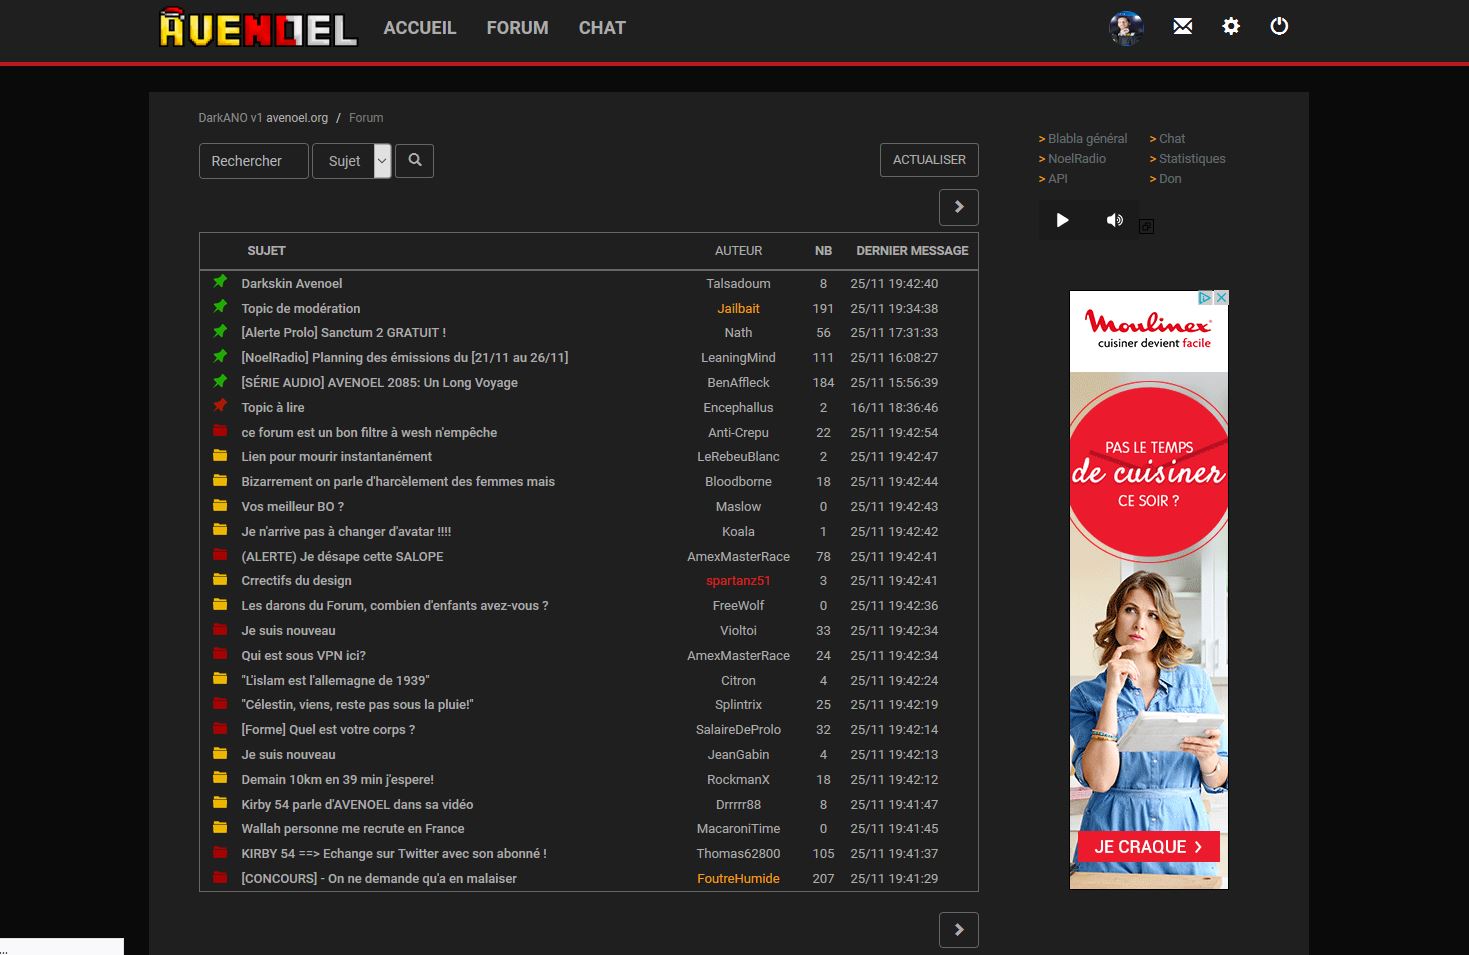 AVENOEL ACCUEIL FORUM CHAT
DarkANO v1 avenoel.org / Forum
Rechercher Sujet ACTUALISER
> Blabla général > Chat
> NoelRadio > Statistiques
> API > Don
SUJET AUTEUR NB DERNIER MESSAGE
Darkskin Avenoel Talsadoum 8 25/11 19:42:40
Topic de modération Jailbait 191 25/11 19:34:38
[Alerte Prolo] Sanctum 2 GRATUIT ! Nath 56 25/11 17:31:33
[NoelRadio] Planning des émissions du [21/11 au 26/11] LeaningMind 111 25/11 16:08:27
[SÉRIE AUDIO] AVENOEL 2085: Un Long Voyage BenAffleck 184 25/11 15:56:39
Topic à lire Encephallus 2 16/11 18:36:46
ce forum est un bon filtre à wesh n'empêche Anti-Crepu 22 25/11 19:42:54
Lien pour mourir instantanément LeRebeuBlanc 2 25/11 19:42:47
Bizarrement on parle d'harcèlement des femmes mais Bloodborne 18 25/11 19:42:44
Vos meilleur BO ? Maslow 0 25/11 19:42:43
Je n'arrive pas à changer d'avatar !!!! Koala 1 25/11 19:42:42
(ALERTE) Je désape cette SALOPE AmexMasterRace 78 25/11 19:42:41
Crrectifs du design spartanz51 3 25/11 19:42:41
Les darons du Forum, combien d'enfants avez-vous ? FreeWolf 0 25/11 19:42:36
Je suis nouveau Violtoi 33 25/11 19:42:34
Qui est sous VPN ici? AmexMasterRace 24 25/11 19:42:34
"L'islam est l'allemagne de 1939" Citron 4 25/11 19:42:24
"Célestin, viens, reste pas sous la pluie!" Splintrix 25 25/11 19:42:19
[Forme] Quel est votre corps ? SalaireDeProlo 32 25/11 19:42:14
Je suis nouveau JeanGabin 4 25/11 19:42:13
Demain 10km en 39 min j'espere! RockmanX 18 25/11 19:42:12
Kirby 54 parle d'AVENOEL dans sa vidéo Drrrrr88 8 25/11 19:41:47
Wallah personne me recrute en France MacaroniTime 0 25/11 19:41:45
KIRBY 54 ==> Echange sur Twitter avec son abonné ! Thomas62800 105 25/11 19:41:37
[CONCOURS] - On ne demande qu'a en malaiser FoutreHumide 207 25/11 19:41:29
Moulinex
cuisiner devient facile
PAS LE TEMPS
de cuisiner
CE SOIR ?
JE CRAQUE >
...